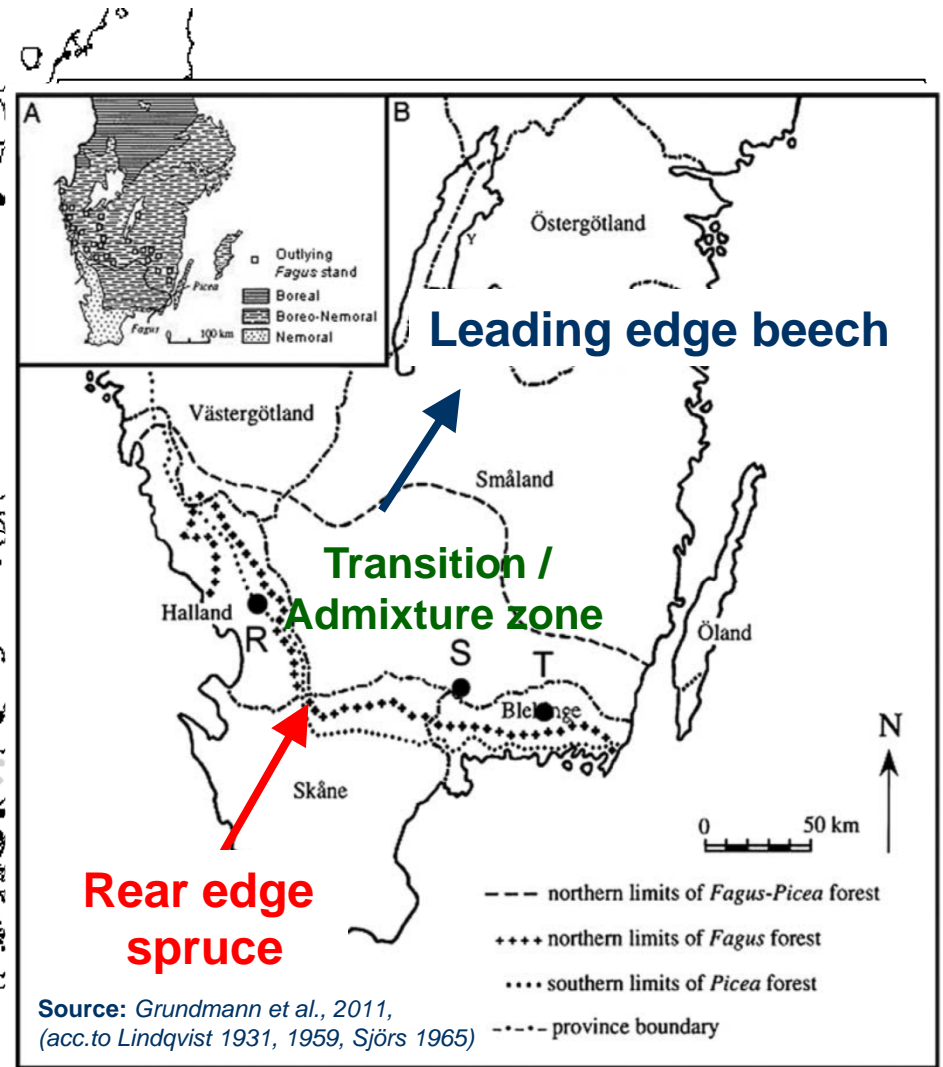 A
Outlying
Fagus stand
Picea
Boreal
Boreo-Nemoral
Nemoral
Fagus
0 100 km
B
Östergötland
Y
Leading edge beech
Västergötland
Småland
Transition /
Admixture zone
Halland
R
S
T
Öland
Blekinge
N
Skåne
0 50 km
Rear edge
spruce
northern limits of Fagus-Picea forest
northern limits of Fagus forest
southern limits of Picea forest
province boundary
Source: Grundmann et al., 2011,
(acc.to Lindqvist 1931, 1959, Sjörs 1965)